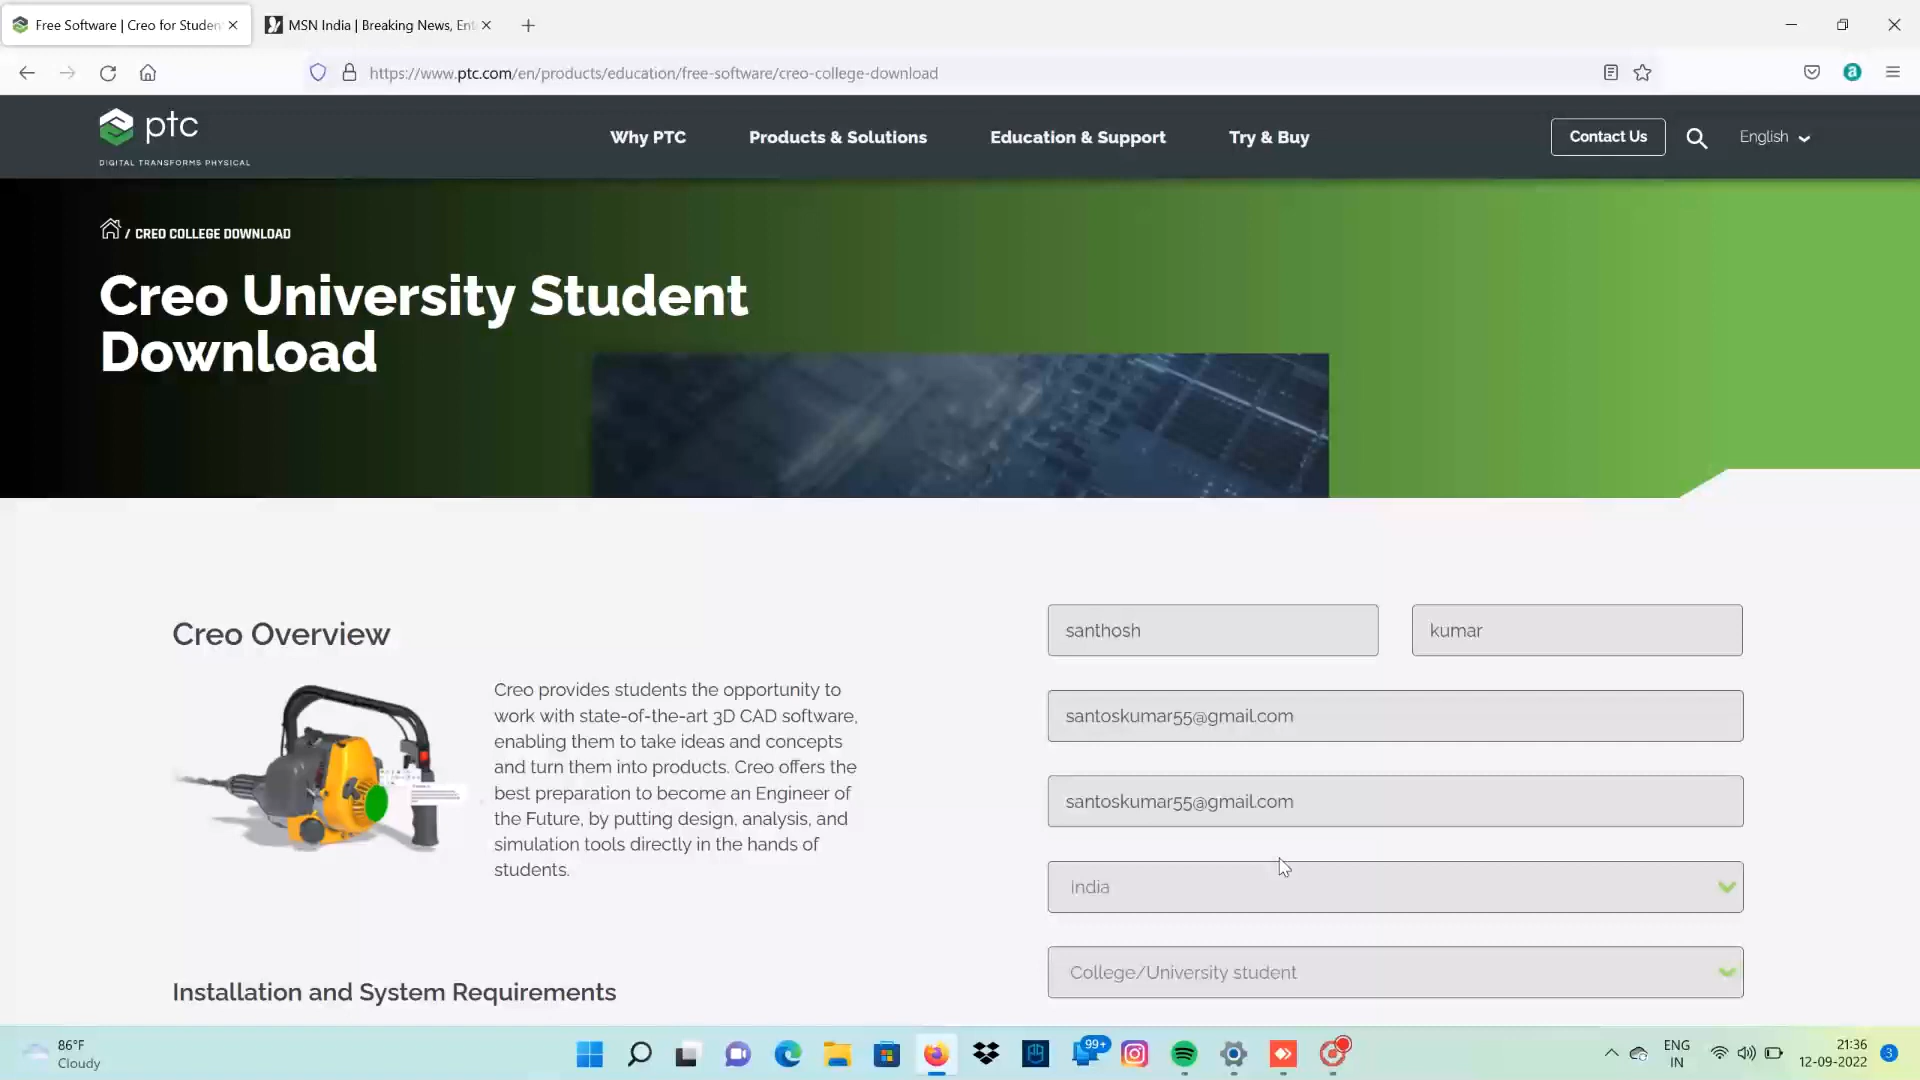 Free Software | Creo for Studen
MSN India | Breaking News, Ent
https://www.ptc.com/en/products/education/free-software/creo-college-download
ptc
DIGITAL TRANSFORMS PHYSICAL
Why PTC
Products & Solutions
Education & Support
Try & Buy
Contact Us
English
/ CREO COLLEGE DOWNLOAD
Creo University Student
Download
Creo Overview
Creo provides students the opportunity to
work with state-of-the-art 3D CAD software,
enabling them to take ideas and concepts
and turn them into products. Creo offers the
best preparation to become an Engineer of
the Future, by putting design, analysis, and
simulation tools directly in the hands of
students.
Installation and System Requirements
santhosh
kumar
santoskumar55@gmail.com
santoskumar55@gmail.com
India
College/University student
86°F
Cloudy
99+
ENG
IN
21:36
12-09-2022
3